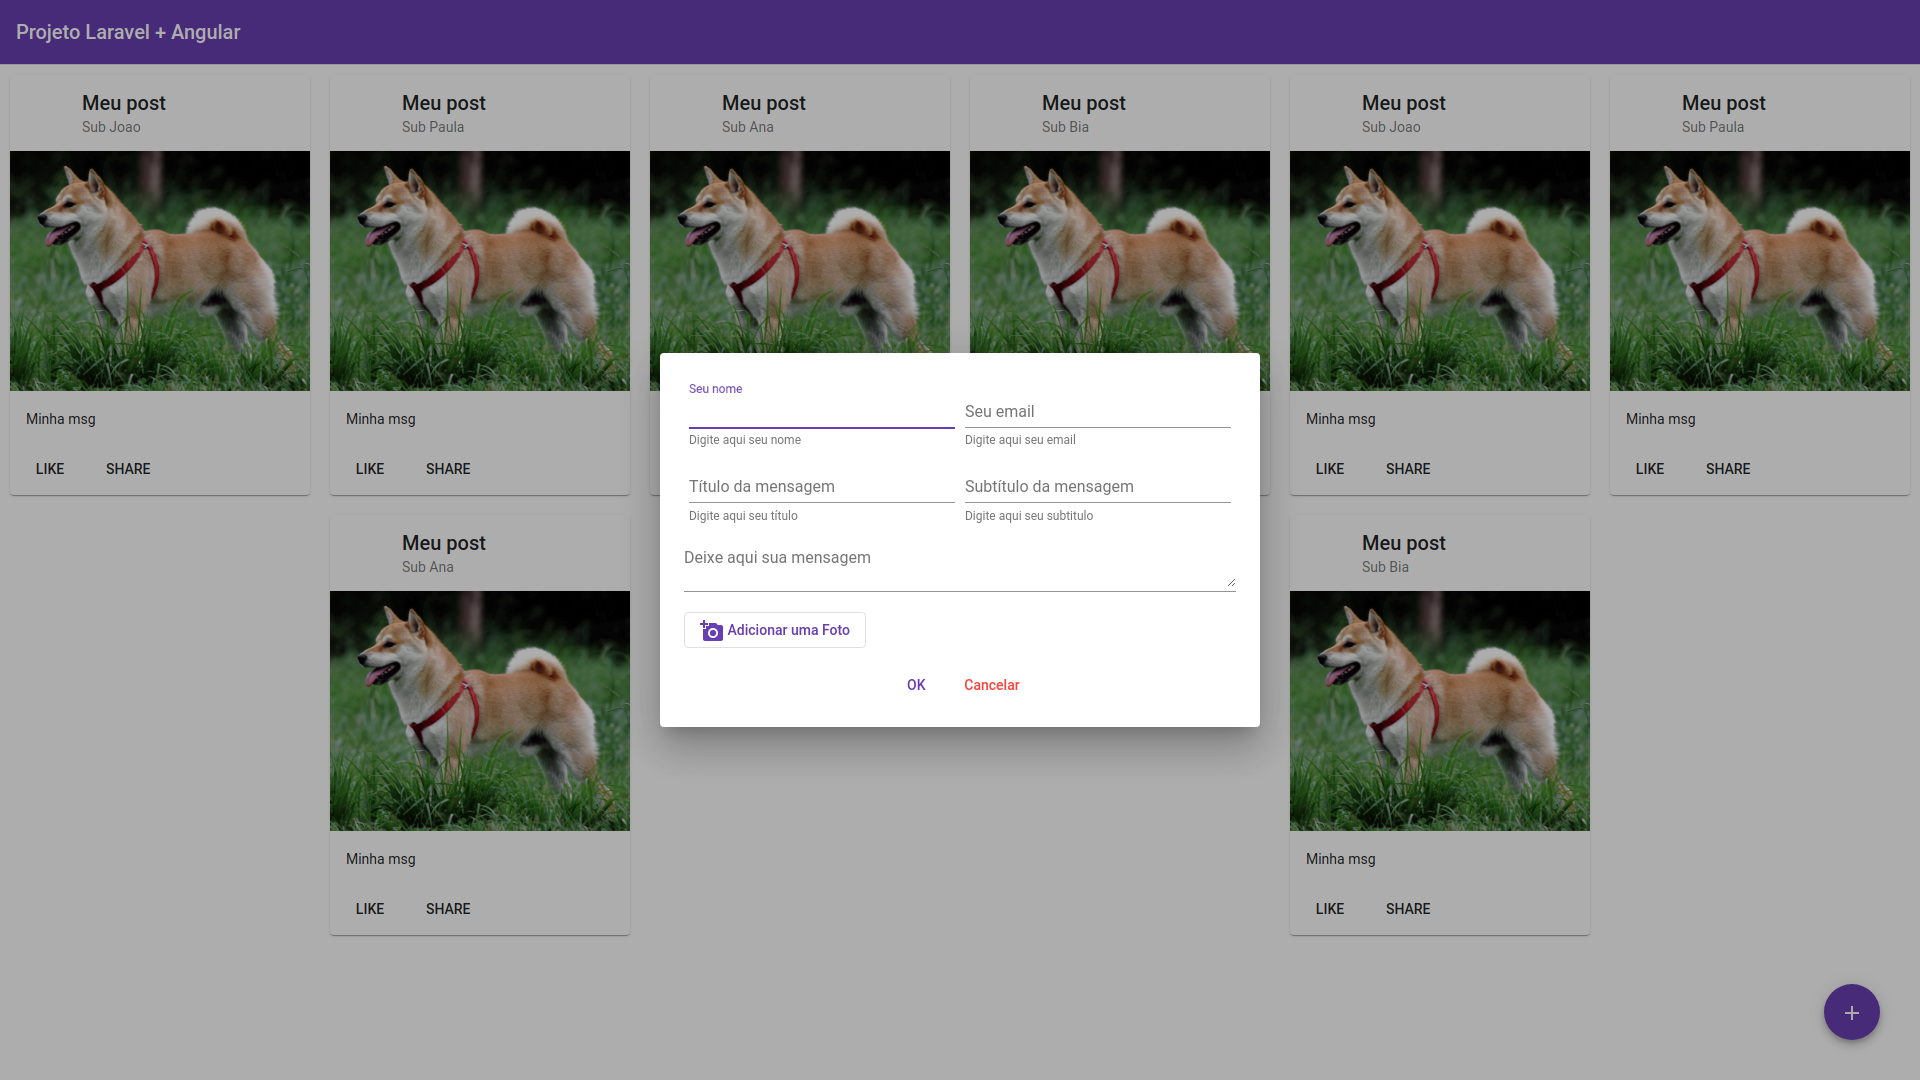 Projeto Laravel + Angular
Meu post
Sub Joao
Minha msg
LIKE SHARE
Meu post
Sub Paula
Minha msg
LIKE SHARE
Meu post
Sub Ana
Meu post
Sub Bia
Meu post
Sub Joao
Minha msg
LIKE SHARE
Meu post
Sub Paula
Minha msg
LIKE SHARE
Meu post
Sub Ana
Minha msg
LIKE SHARE
Meu post
Sub Bia
Minha msg
LIKE SHARE
Seu nome
Digite aqui seu nome
Seu email
Digite aqui seu email
Título da mensagem
Digite aqui seu título
Subtítulo da mensagem
Digite aqui seu subtitulo
Deixe aqui sua mensagem
Adicionar uma Foto
OK Cancelar
+